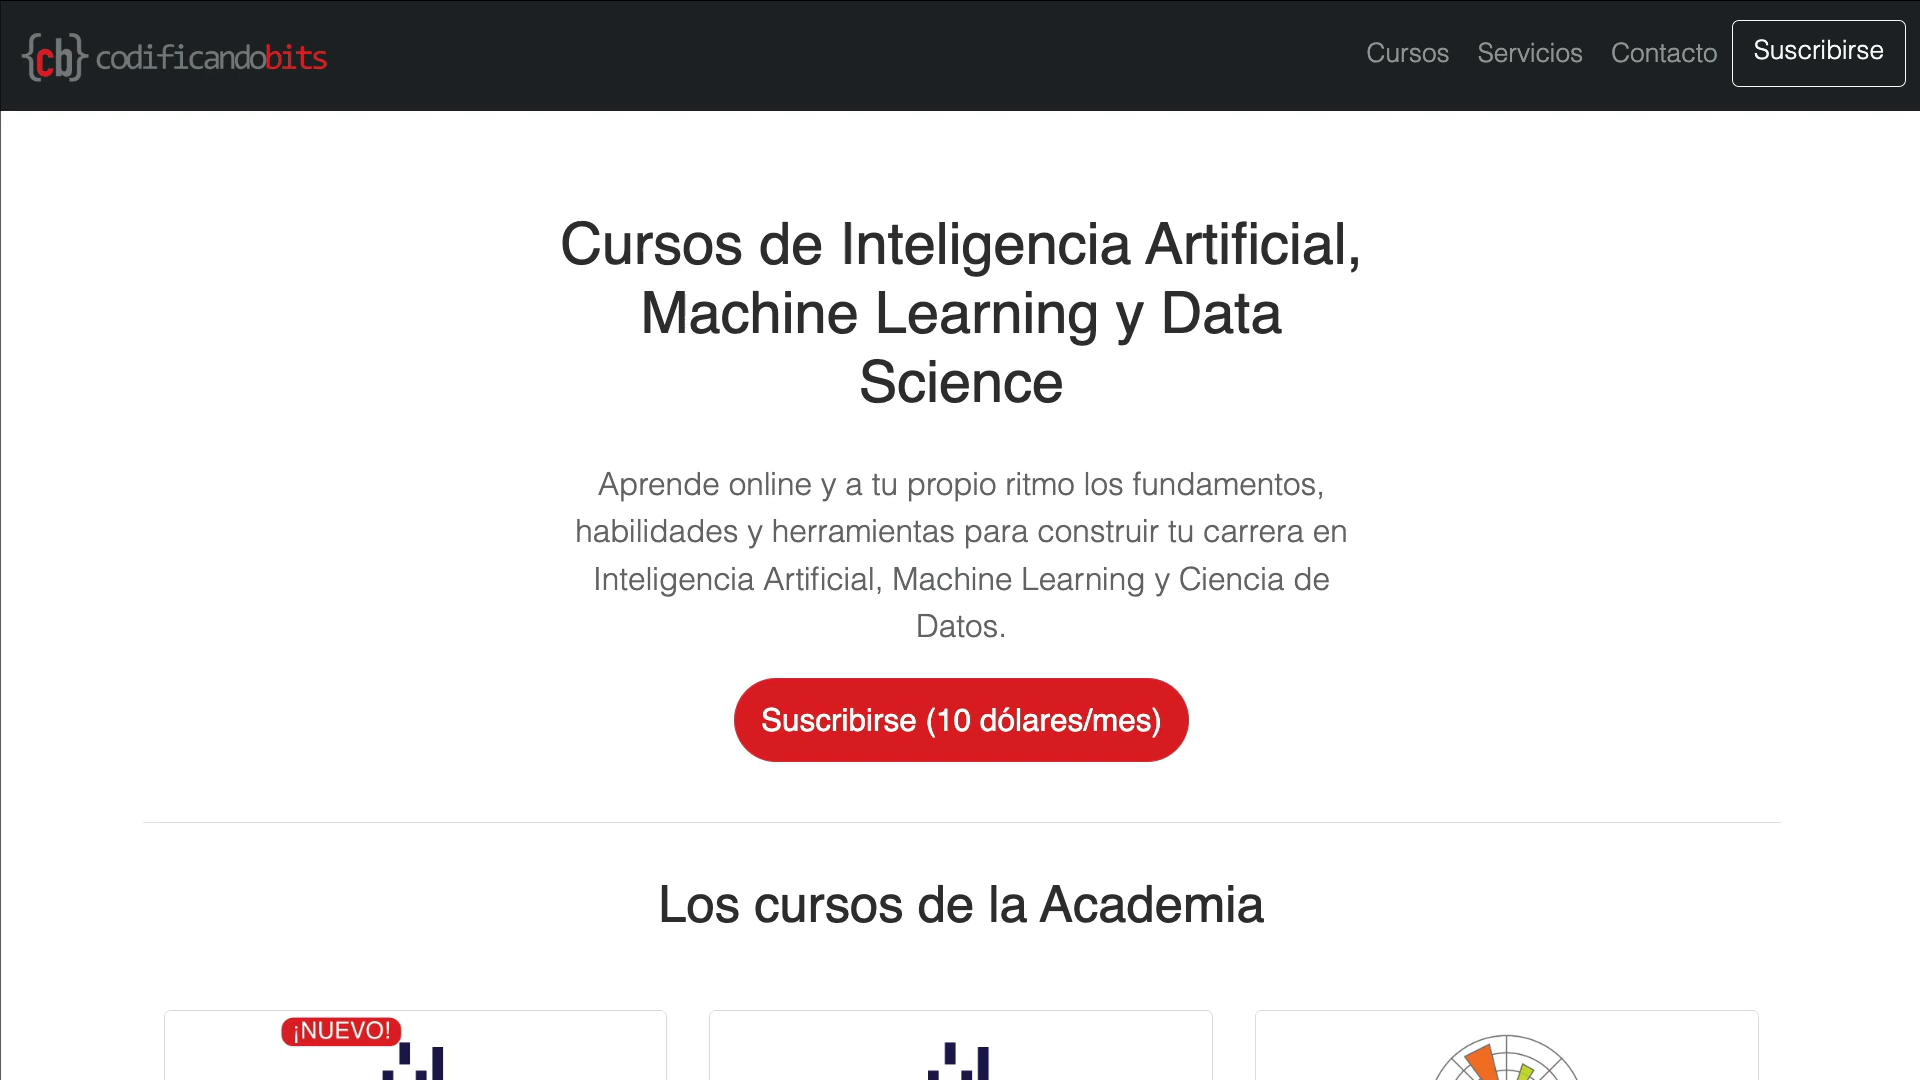 {cb} codificandobits
Cursos Servicios Contacto Suscribirse
Cursos de Inteligencia Artificial,
Machine Learning y Data
Science
Aprende online y a tu propio ritmo los fundamentos,
habilidades y herramientas para construir tu carrera en
Inteligencia Artificial, Machine Learning y Ciencia de
Datos.
Suscribirse (10 dólares/mes)
Los cursos de la Academia
¡NUEVO!